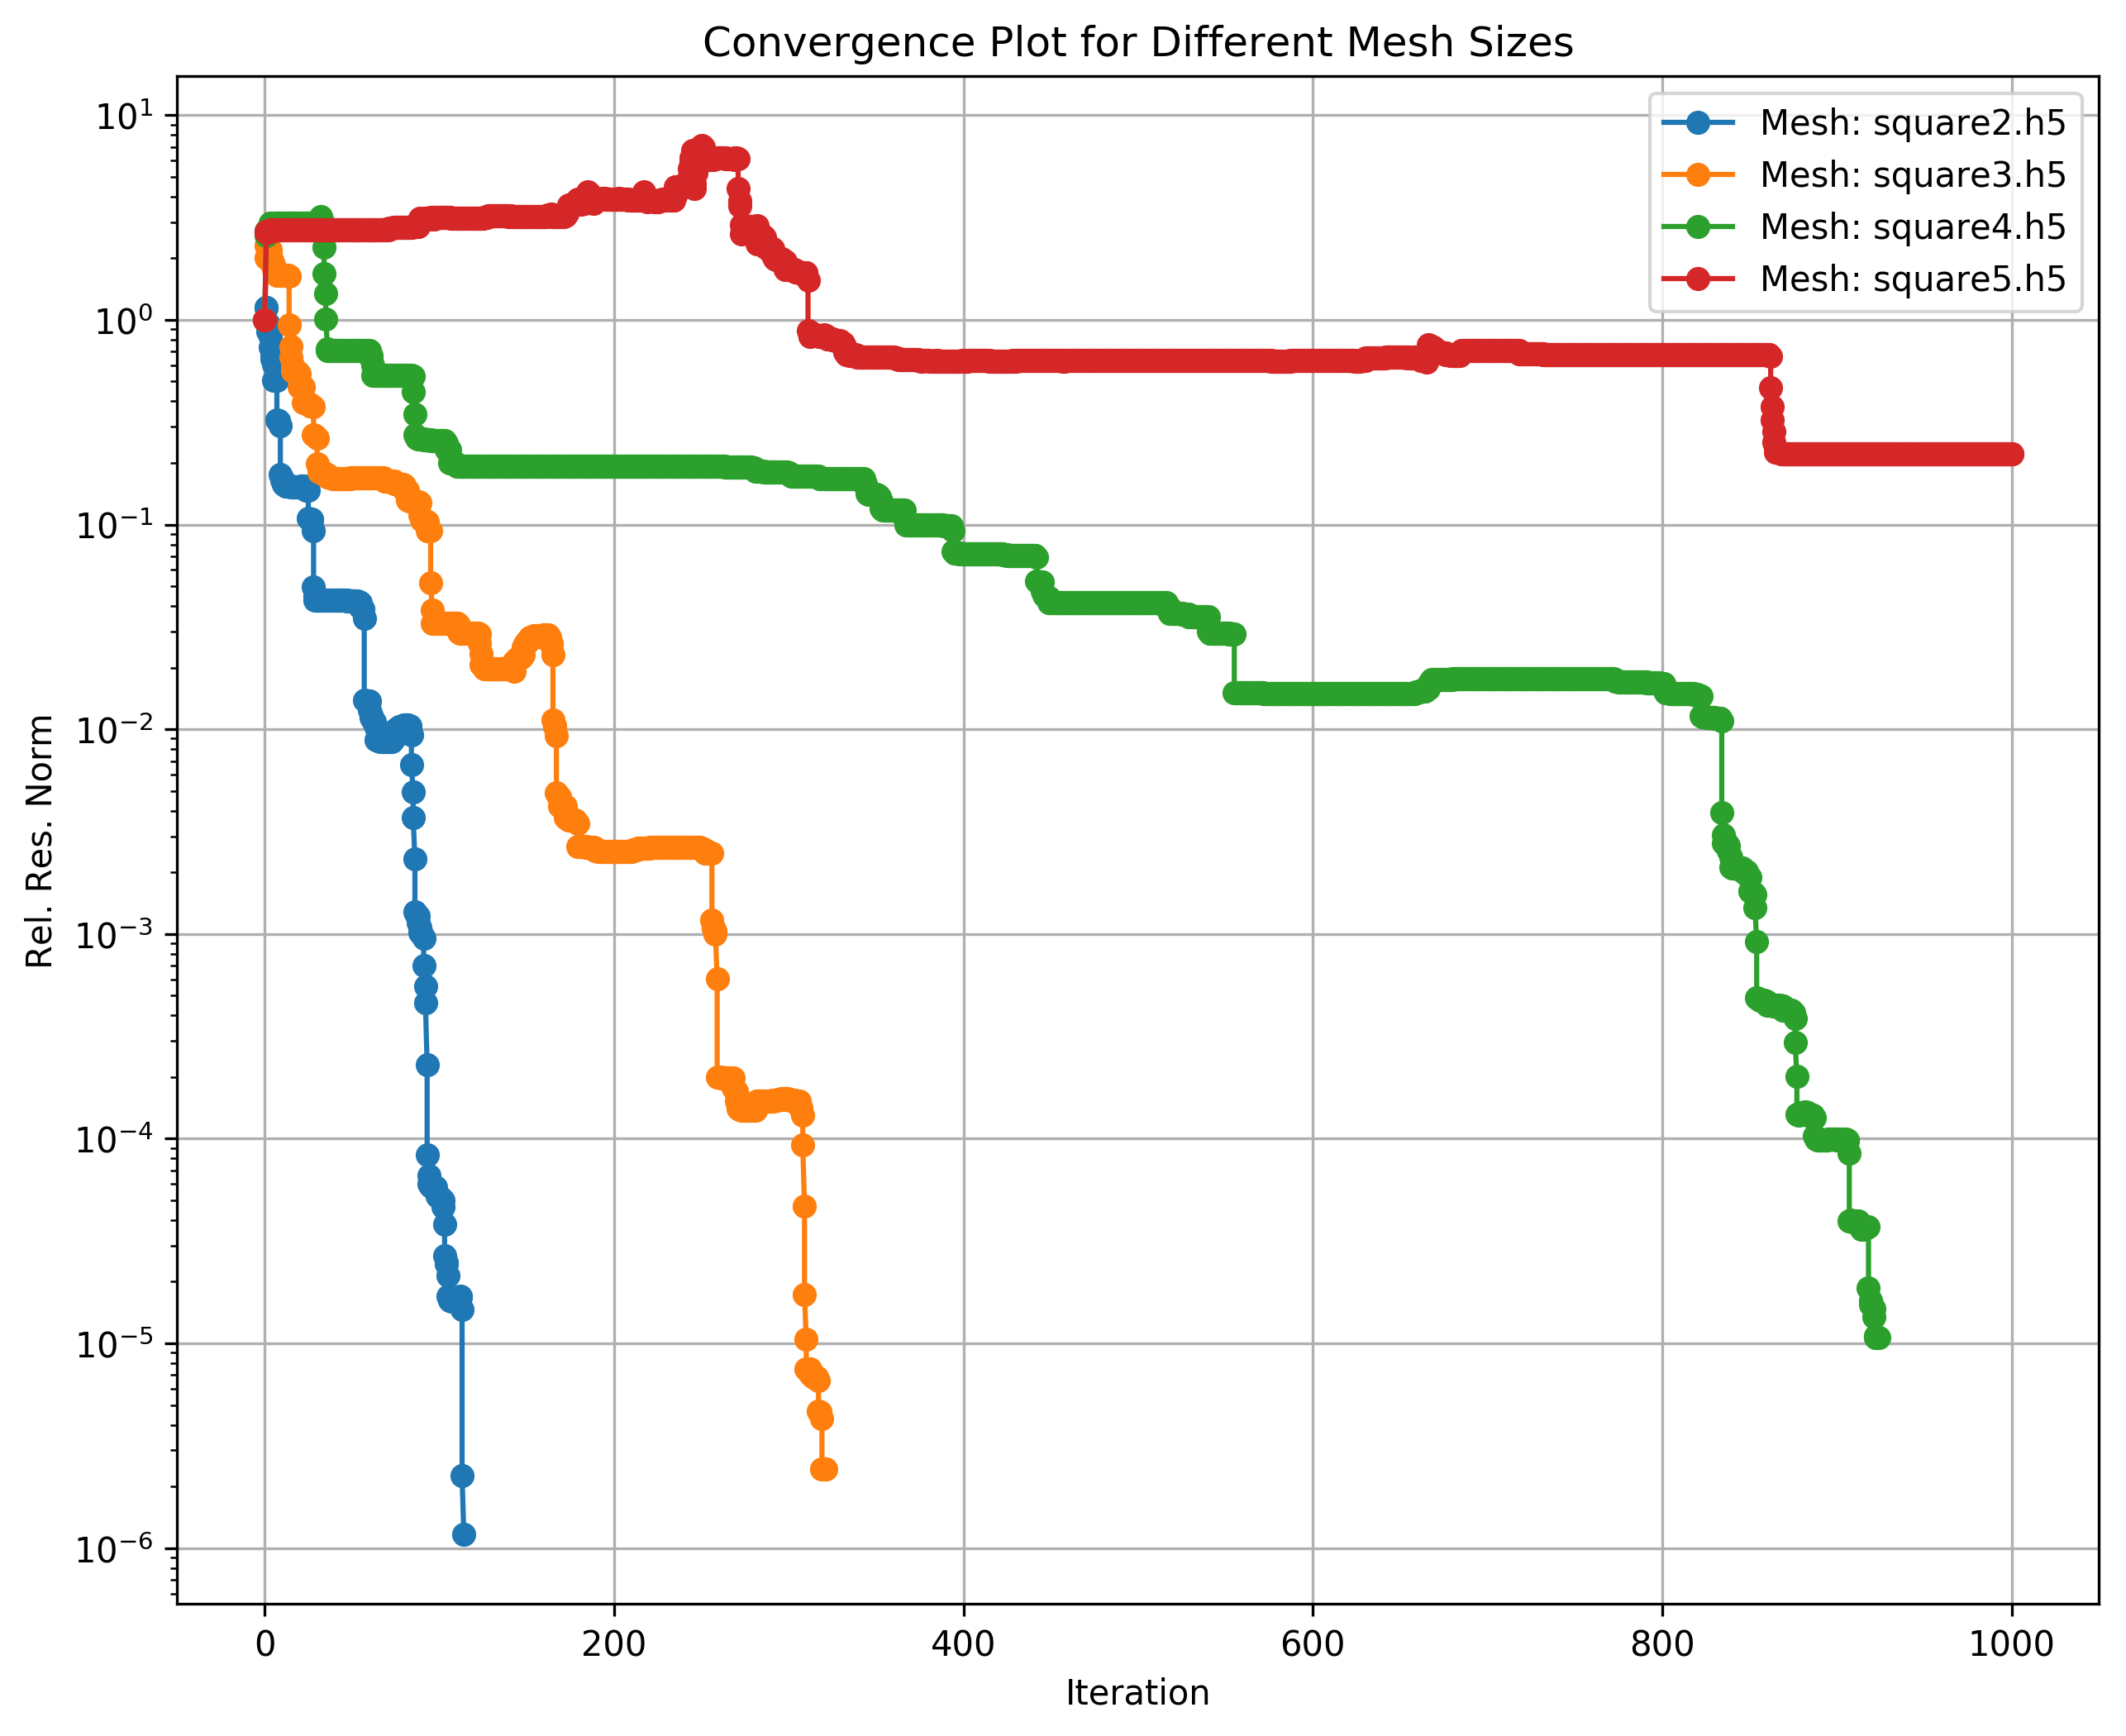 Convergence Plot for Different Mesh Sizes
10¹
10⁰
10⁻¹
10⁻²
10⁻³
10⁻⁴
10⁻⁵
10⁻⁶
Rel. Res. Norm
Mesh: square2.h5
Mesh: square3.h5
Mesh: square4.h5
Mesh: square5.h5
0 200 400 600 800 1000
Iteration